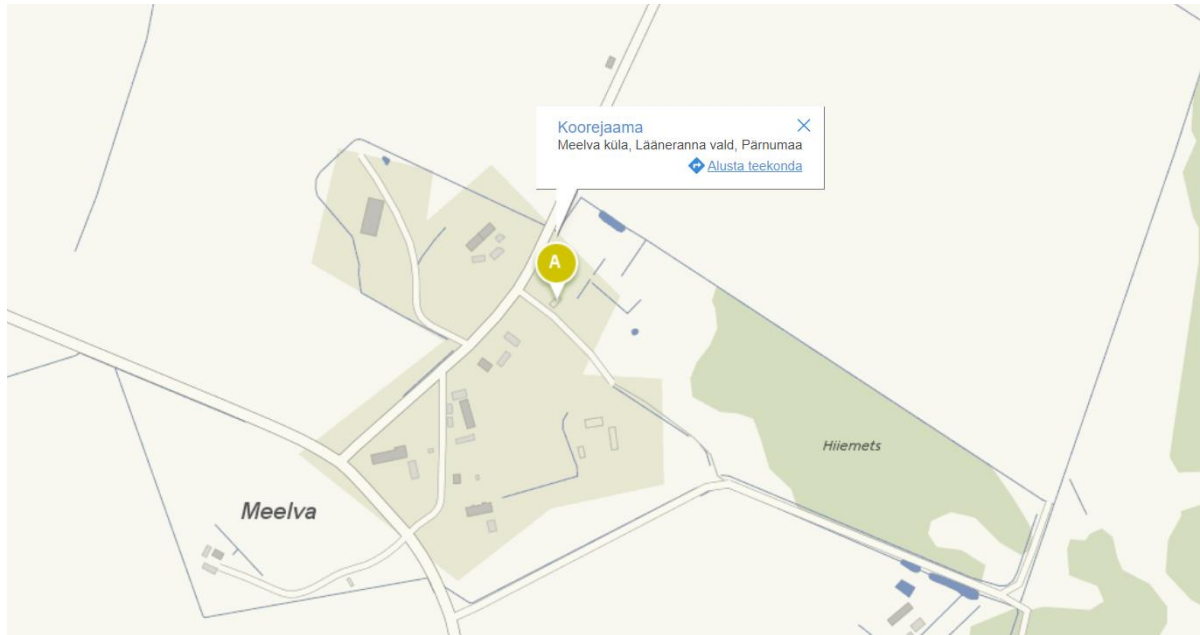 Koorejaama
Meelva küla, Lääneranna vald, Pärnumaa
Alusta teekonda
A
Hiiemets
Meelva